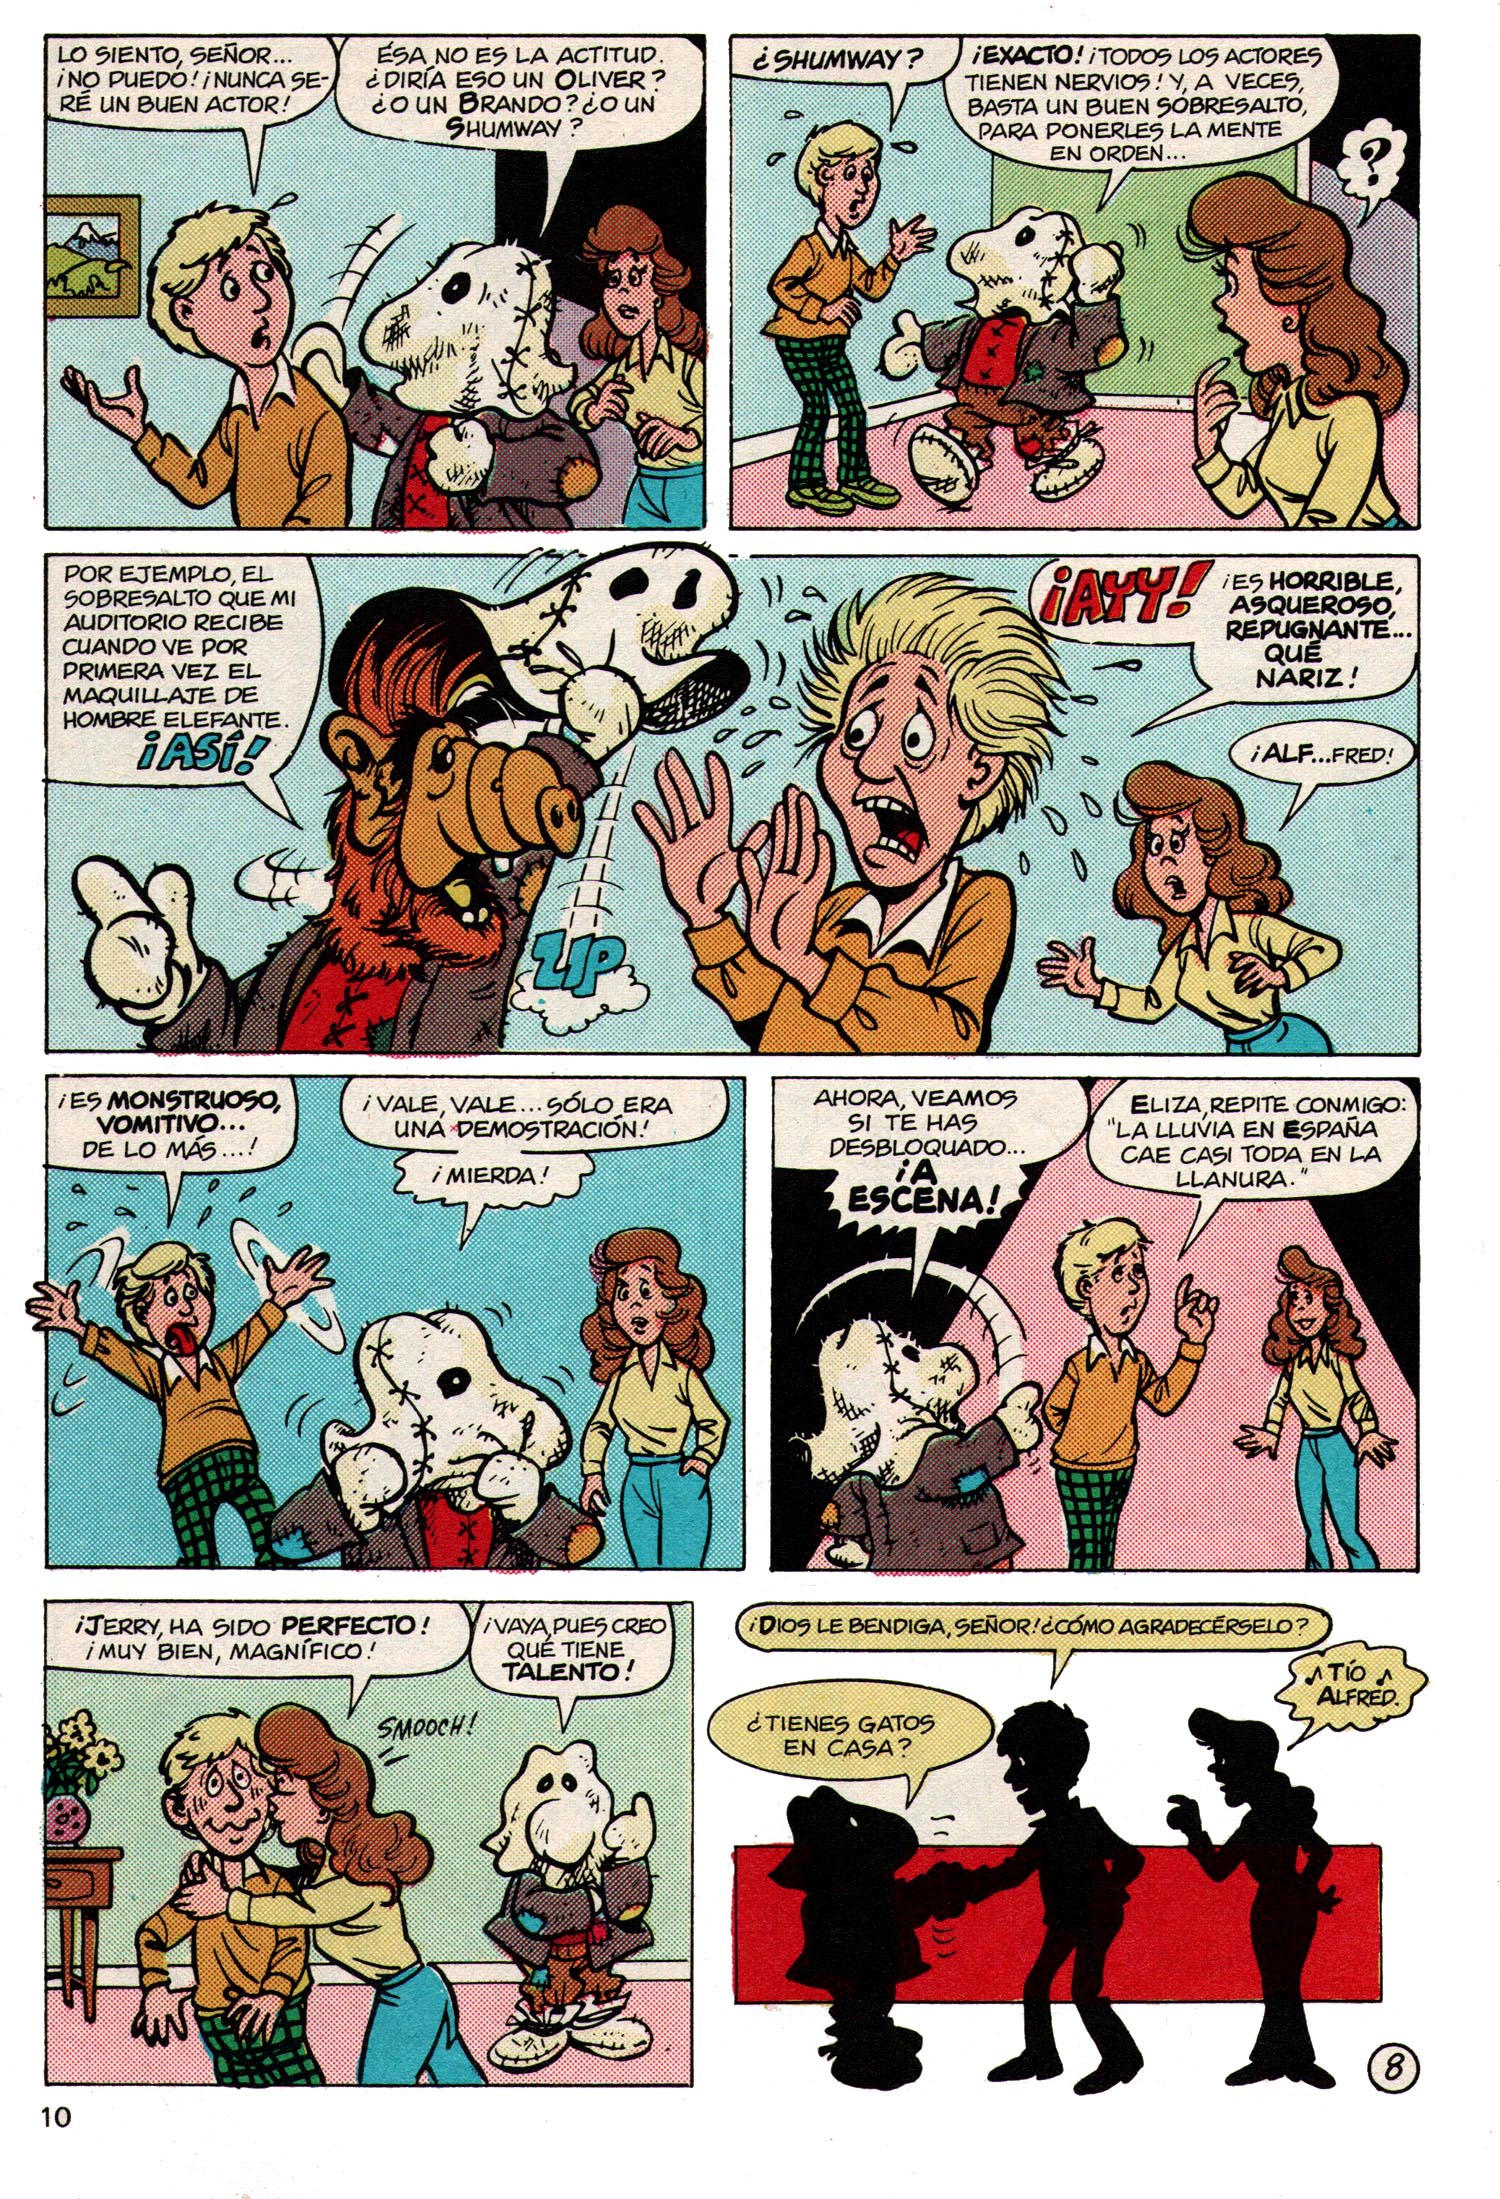 LO SIENTO, SEÑOR...
¡NO PUEDO! ¡NUNCA SE-
RÉ UN BUEN ACTOR!
ÉSA NO ES LA ACTITUD.
¿DIRÍA ESO UN OLIVER?
¿O UN BRANDO? ¿O UN
SHUMWAY?
¿SHUMWAY?
¡EXACTO! ¡TODOS LOS ACTORES
TIENEN NERVIOS! Y, A VECES,
BASTA UN BUEN SOBRESALTO,
PARA PONERLES LA MENTE
EN ORDEN...
?
POR EJEMPLO, EL
SOBRESALTO QUE MI
AUDITORIO RECIBE
CUANDO VE POR
PRIMERA VEZ EL
MAQUILLAJE DE
HOMBRE ELEFANTE.
¡ASÍ!
ZIP
¡AYY!
¡ES HORRIBLE,
ASQUEROSO,
REPUGNANTE...
QUÉ
NARIZ!
¡ALF...FRED!
¡ES MONSTRUOSO,
VOMITIVO...
DE LO MÁS...!
¡VALE, VALE... SÓLO ERA
UNA DEMOSTRACIÓN!
¡MIERDA!
AHORA, VEAMOS
SI TE HAS
DESBLOQUADO...
¡A
ESCENA!
ELIZA, REPITE CONMIGO:
"LA LLUVIA EN ESPAÑA
CAE CASI TODA EN LA
LLANURA."
¡JERRY, HA SIDO PERFECTO!
¡MUY BIEN, MAGNÍFICO!
SMOOCH!
¡VAYA, PUES CREO
QUE TIENE
TALENTO!
¡DIOS LE BENDIGA, SEÑOR! ¿CÓMO AGRADECÉRSELO?
¿TIENES GATOS
EN CASA?
♪ TÍO ♪
ALFRED.
8
10